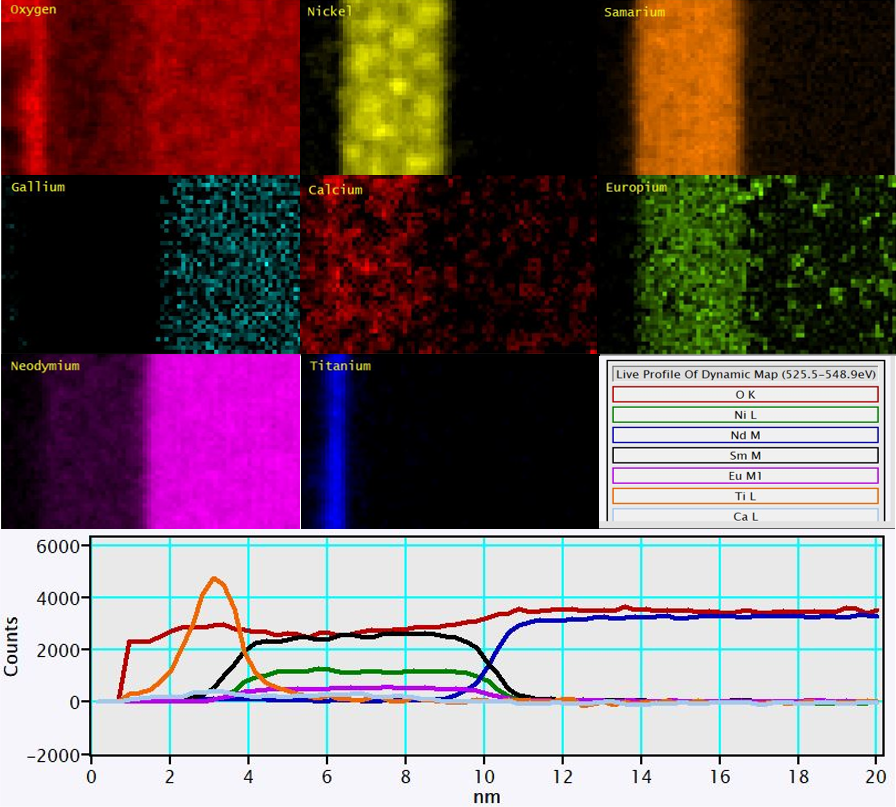 Oxygen
Nickel
Samarium
Gallium
Calcium
Europium
Neodymium
Titanium
Live Profile Of Dynamic Map (525.5-548.9eV)
O K
Ni L
Nd M
Sm M
Eu M1
Ti L
Ca L
6000
4000
2000
0
-2000
Counts
0 2 4 6 8 10 12 14 16 18 20
nm